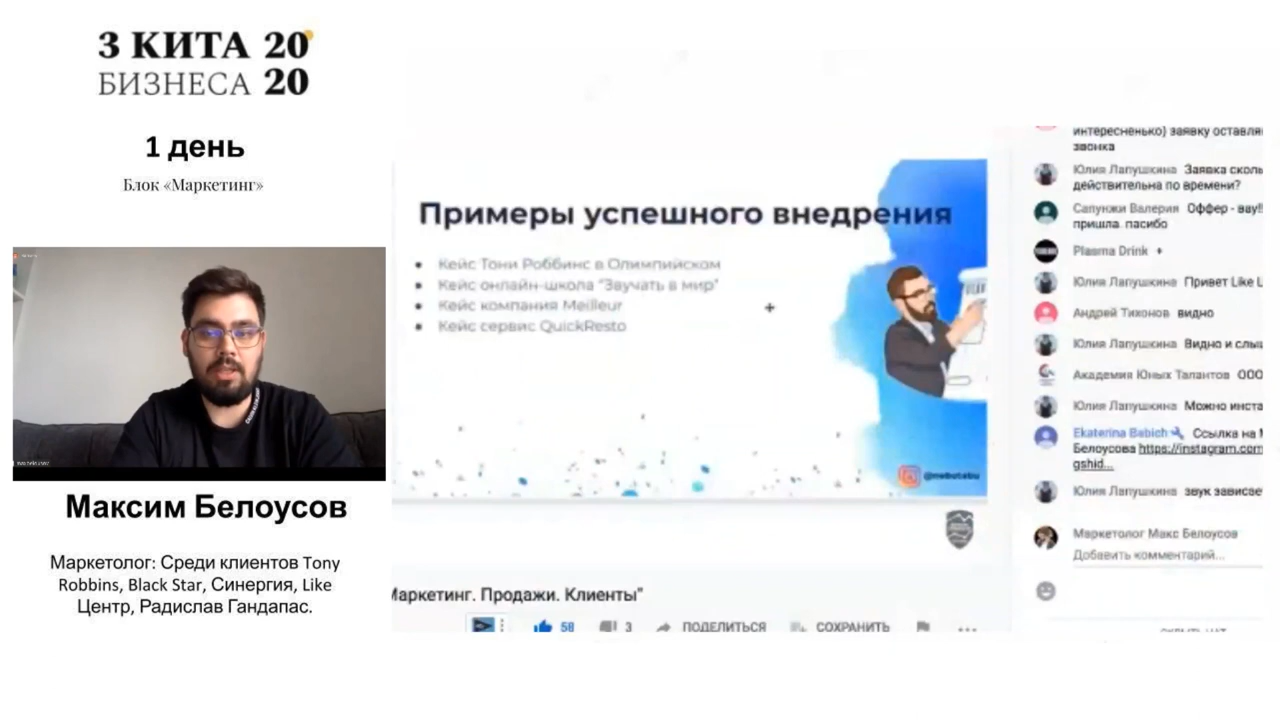 3 КИТА 20
БИЗНЕСА 20
1 день
Блок «Маркетинг»
Максим Белоусов
Маркетолог: Среди клиентов Tony
Robbins, Black Star, Синергия, Like
Центр, Радислав Гандапас.
Примеры успешного внедрения
Кейс Тони Роббинс в Олимпийском
Кейс онлайн-школа "Звучать в мир"
Кейс компания Meilleur
Кейс сервис QuickResto
Маркетинг. Продажи. Клиенты"
58
3
ПОДЕЛИТЬСЯ
СОХРАНИТЬ
интересненько) заявку оставля
звонка
Юлия Лапушкина Заявка сколь
действительна по времени?
Сапунжи Валерия Оффер - вау!!
пришла. пасибо
Plasma Drink +
Юлия Лапушкина Привет Like L
Андрей Тихонов видно
Юлия Лапушкина Видно и слыш
Академия Юных Талантов ООО
Юлия Лапушкина Можно инста
Ekaterina Babich Ссылка на М
Белоусова https://instagram.com
gshid...
Юлия Лапушкина звук зависае
Маркетолог Макс Белоусов
Добавить комментарий...